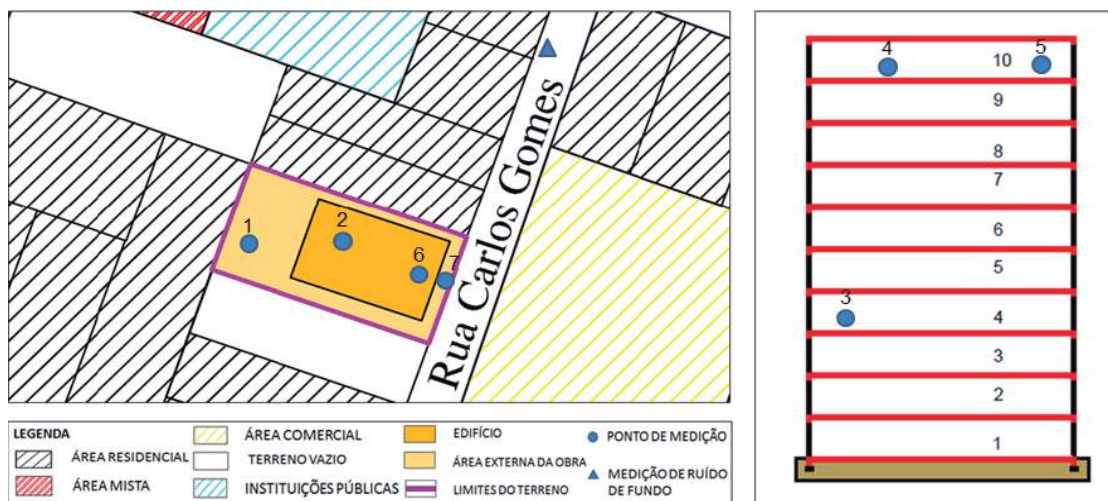 1
2
6
7
Rua Carlos Gomes
LEGENDA
ÁREA RESIDENCIAL
ÁREA MISTA
ÁREA COMERCIAL
TERRENO VAZIO
INSTITUIÇÕES PÚBLICAS
EDIFÍCIO
ÁREA EXTERNA DA OBRA
LIMITES DO TERRENO
PONTO DE MEDIÇÃO
MEDIÇÃO DE RUÍDO
DE FUNDO
4
5
10
9
8
7
6
5
3
4
3
2
1